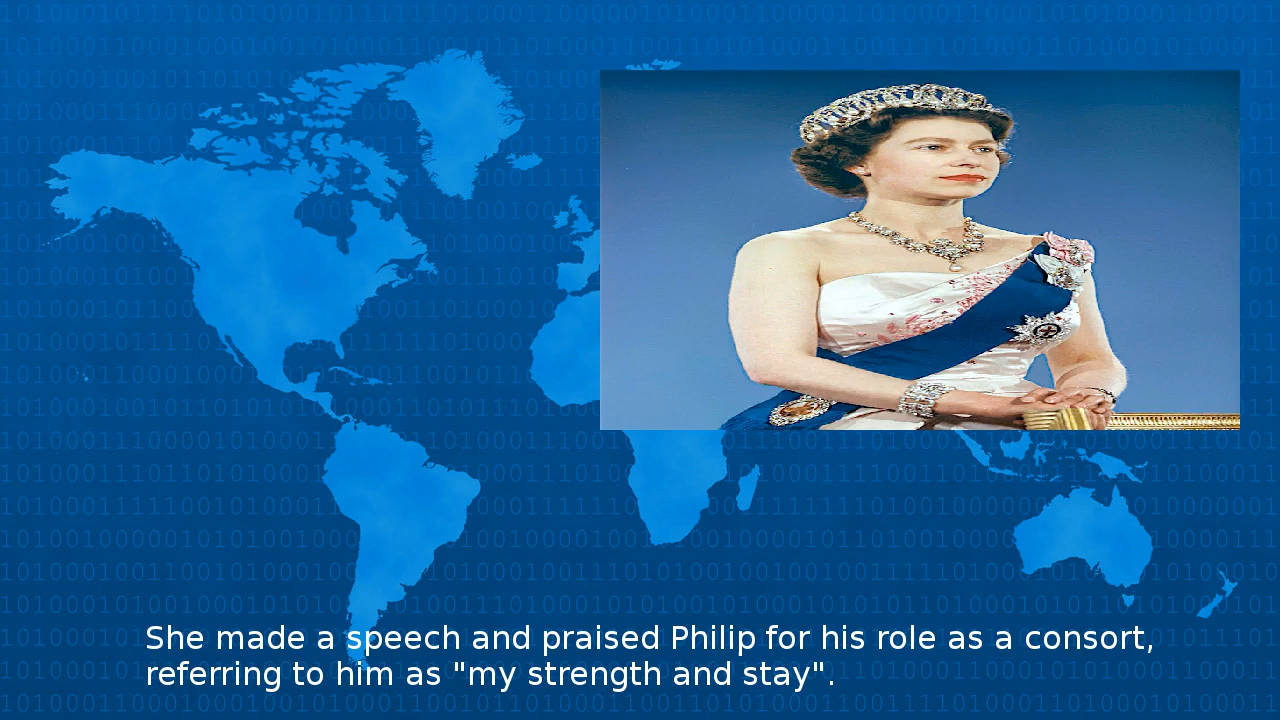 She made a speech and praised Philip for his role as a consort,
referring to him as "my strength and stay".